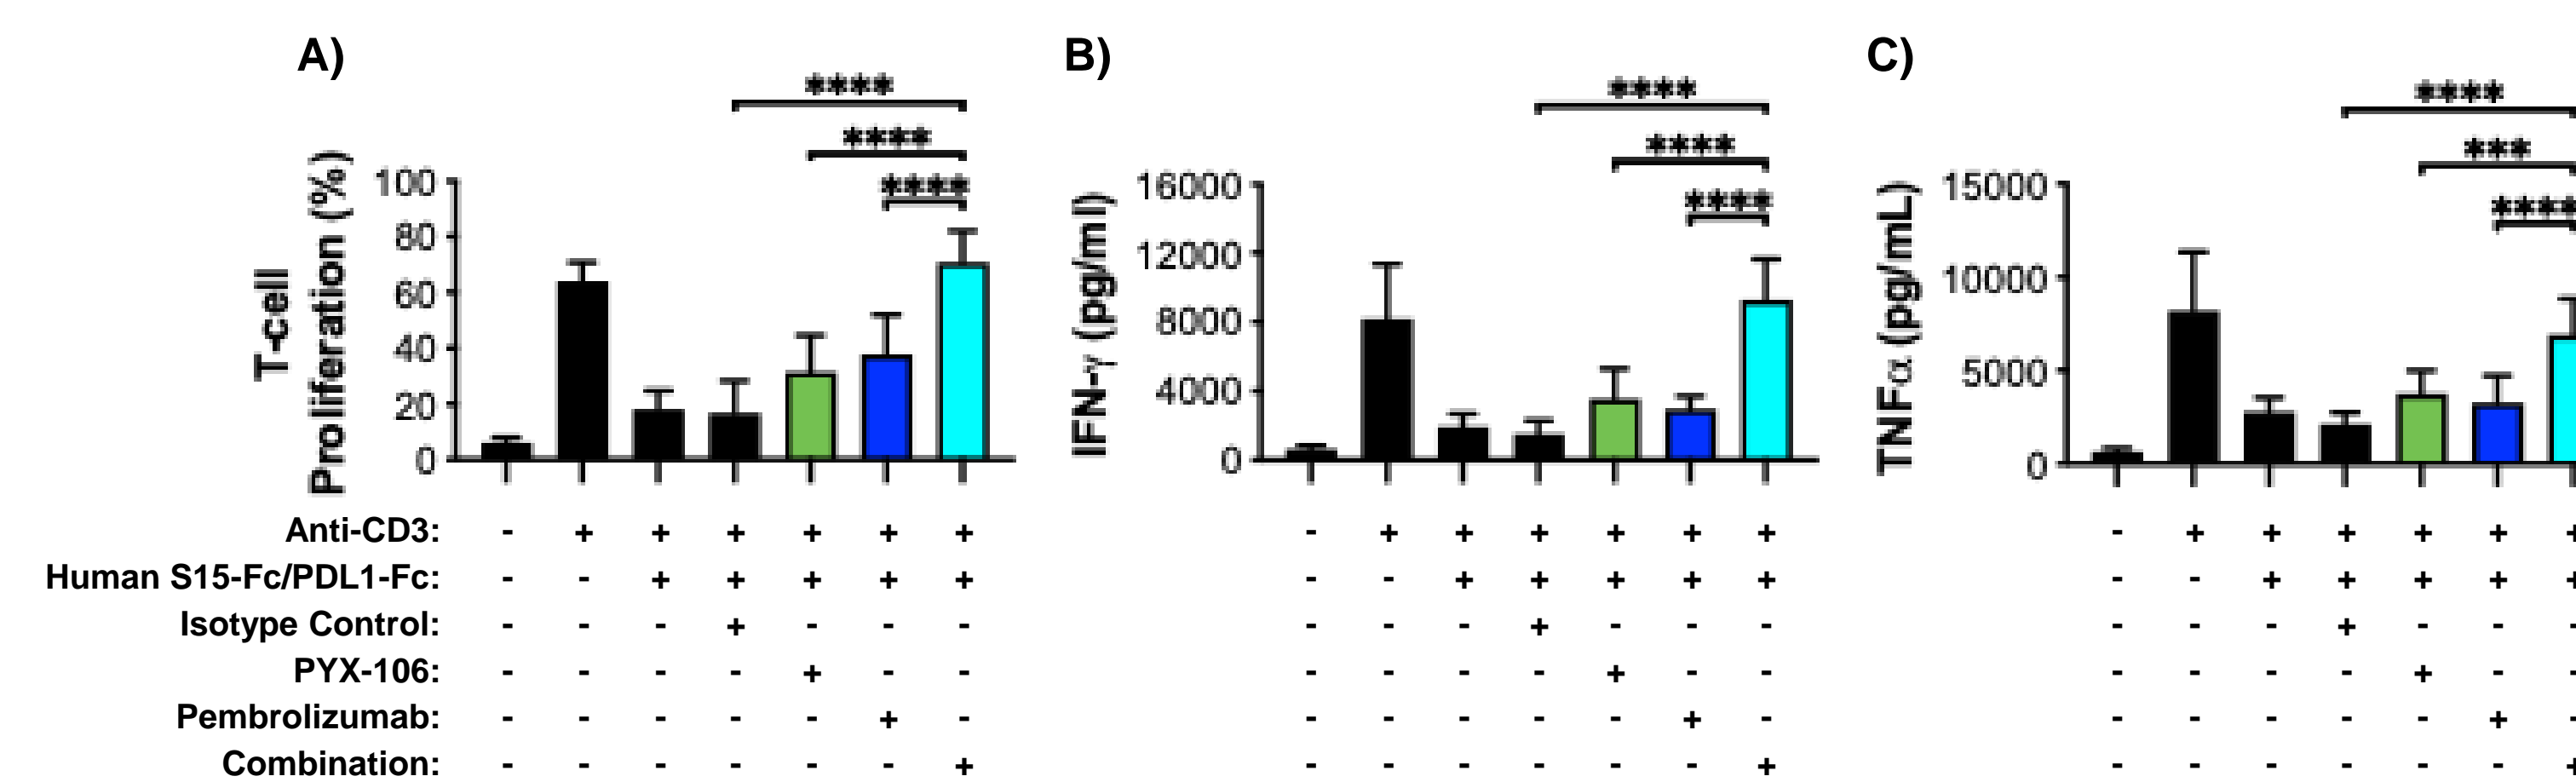 A)
B)
C)
****
****
****
T-cell
Proliferation (%)
100
80
60
40
20
0
****
****
****
IFN-γ (pg/ml)
16000
12000
8000
4000
0
****
***
****
TNFα (pg/mL)
15000
10000
5000
0
Anti-CD3: - + + + + + + - + + + + + + - + + + + + +
Human S15-Fc/PDL1-Fc: - - + + + + + - - + + + + + - - + + + + +
Isotype Control: - - - + - - - - - - + - - - - - - + - - -
PYX-106: - - - - + - - - - - - + - - - - - - + - -
Pembrolizumab: - - - - - + - - - - - - + - - - - - - + -
Combination: - - - - - - + - - - - - - + - - - - - - +